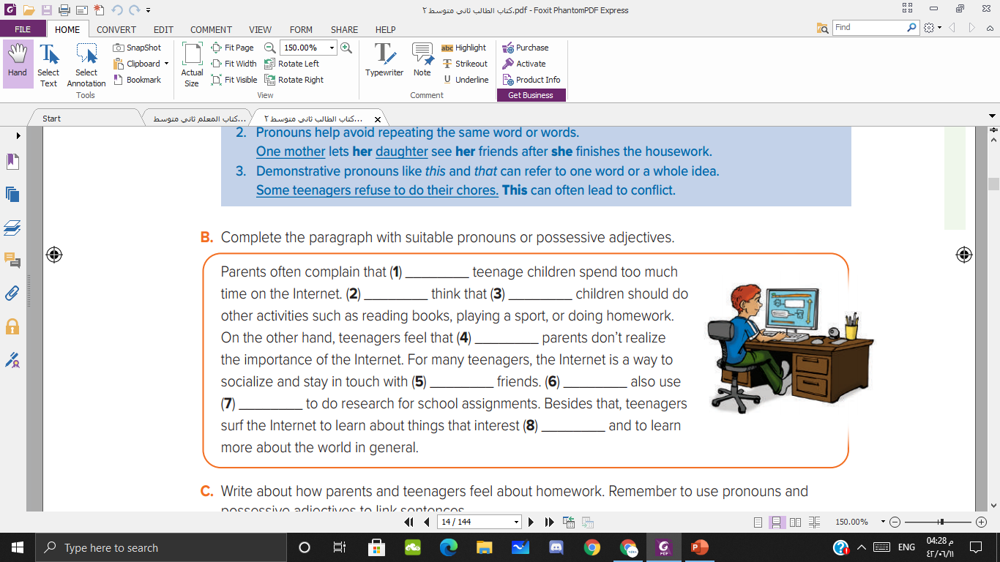 كتاب الطالب ثاني متوسط ٢.pdf - Foxit PhantomPDF Express
FILE HOME CONVERT EDIT COMMENT VIEW FORM SHARE HELP
Find
Hand
Select Text
Select Annotation
SnapShot
Clipboard
Bookmark
Tools
Actual Size
Fit Page
Fit Width
Fit Visible
150.00%
Rotate Left
Rotate Right
View
Typewriter
Note
Highlight
Strikeout
Underline
Comment
Purchase
Activate
Product Info
Get Business
Start
كتاب المعلم ثاني متوسط...
كتاب الطالب ثاني متوسط ٢...
2. Pronouns help avoid repeating the same word or words.
One mother lets her daughter see her friends after she finishes the housework.
3. Demonstrative pronouns like this and that can refer to one word or a whole idea.
Some teenagers refuse to do their chores. This can often lead to conflict.
B. Complete the paragraph with suitable pronouns or possessive adjectives.
Parents often complain that (1) _________ teenage children spend too much
time on the Internet. (2) _________ think that (3) _________ children should do
other activities such as reading books, playing a sport, or doing homework.
On the other hand, teenagers feel that (4) _________ parents don't realize
the importance of the Internet. For many teenagers, the Internet is a way to
socialize and stay in touch with (5) _________ friends. (6) _________ also use
(7) _________ to do research for school assignments. Besides that, teenagers
surf the Internet to learn about things that interest (8) _________ and to learn
more about the world in general.
C. Write about how parents and teenagers feel about homework. Remember to use pronouns and
possessive adjectives to link sentences.
14 / 144
150.00%
Type here to search
ENG
04:28 م
٤٢/٠٦/١١